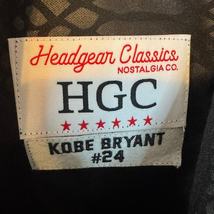 Headgear Classics
NOSTALGIA CO.
HGC
KOBE BRYANT
#24